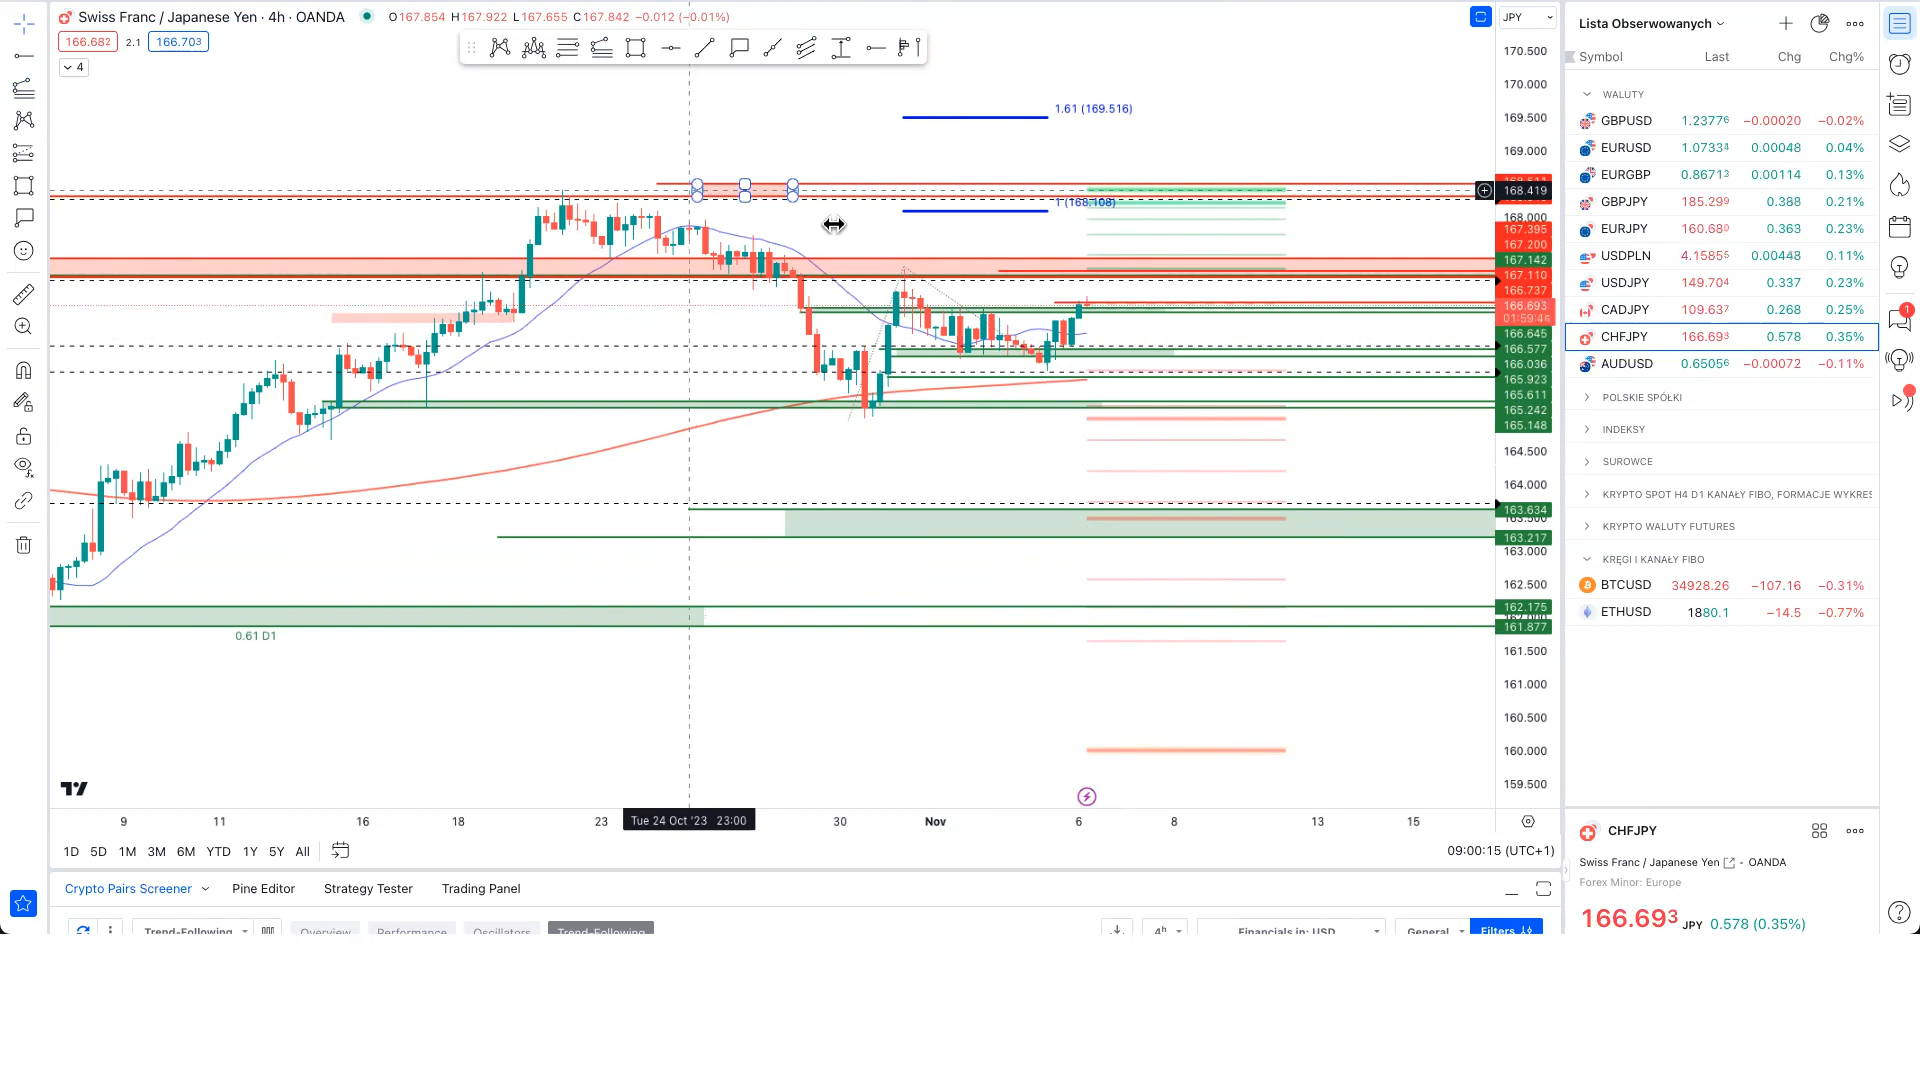 Swiss Franc / Japanese Yen · 4h · OANDA O167.854 H167.922 L167.655 C167.842 −0.012 (−0.01%)
166.682 2.1 166.703
4
JPY
170.500
170.000
169.500
169.000
168.419
168.000
167.395
167.200
167.142
167.110
166.737
166.693
01:59:46
166.645
166.577
166.036
165.923
165.611
165.242
165.148
164.500
164.000
163.634
163.217
163.000
162.500
162.175
161.877
161.500
161.000
160.500
160.000
159.500
1.61 (169.516)
1 (168.108)
0.61 D1
9 11 16 18 23 Tue 24 Oct '23 23:00 30 Nov 6 8 13 15
1D 5D 1M 3M 6M YTD 1Y 5Y All
09:00:15 (UTC+1)
Crypto Pairs Screener Pine Editor Strategy Tester Trading Panel
Trend-Following Overview Performance Oscillators Trend-Following 4h Financials in: USD General Filters
Lista Obserwowanych
Symbol Last Chg Chg%
WALUTY
GBPUSD 1.23776 −0.00020 −0.02%
EURUSD 1.07334 0.00048 0.04%
EURGBP 0.86713 0.00114 0.13%
GBPJPY 185.299 0.388 0.21%
EURJPY 160.680 0.363 0.23%
USDPLN 4.15855 0.00448 0.11%
USDJPY 149.704 0.337 0.23%
CADJPY 109.637 0.268 0.25%
CHFJPY 166.693 0.578 0.35%
AUDUSD 0.65056 −0.00072 −0.11%
POLSKIE SPÓŁKI
INDEKSY
SUROWCE
KRYPTO SPOT H4 D1 KANAŁY FIBO, FORMACJE WYKRES
KRYPTO WALUTY FUTURES
KRĘGI I KANAŁY FIBO
BTCUSD 34928.26 −107.16 −0.31%
ETHUSD 1880.1 −14.5 −0.77%
1
CHFJPY
Swiss Franc / Japanese Yen - OANDA
Forex Minor: Europe
166.693 JPY 0.578 (0.35%)